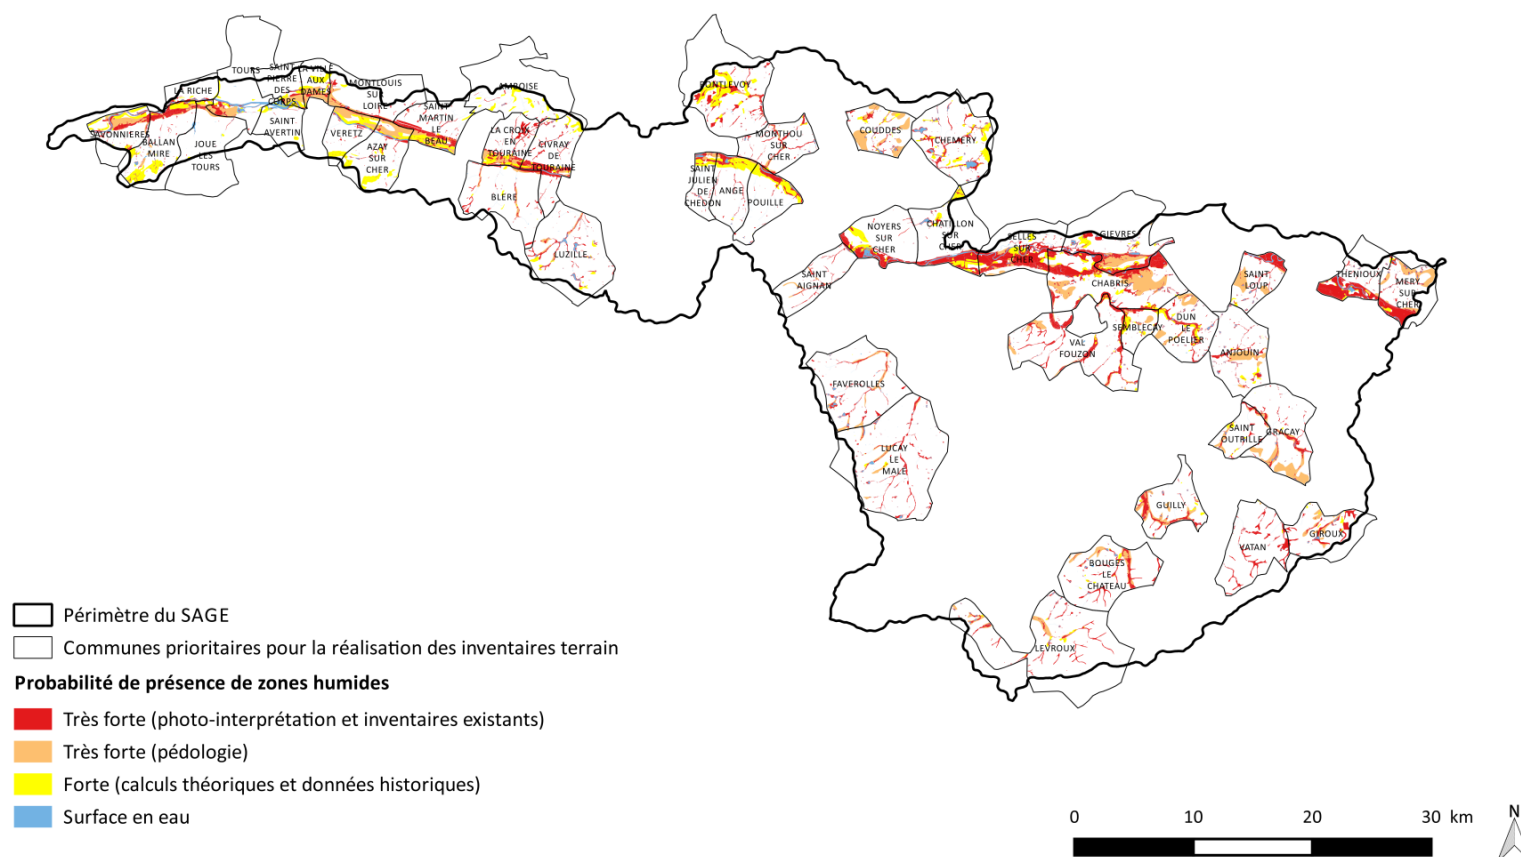 TOURS
SAINT
PIERRE
DES
CORPS
LA VILLE
AUX
DAMES
MONTLOUIS
SUR
LOIRE
LA RICHE
SAVONNIERES
BALLAN
MIRE
JOUE
LES
TOURS
SAINT
AVERTIN
VERETZ
AZAY
SUR
CHER
SAINT
MARTIN
LE
BEAU
AMBOISE
LA CROIX
EN
TOURAINE
CIVRAY
DE
TOURAINE
BLERE
LUZILLE
PONTLEVOY
MONTHOU
SUR
CHER
SAINT
JULIEN
DE
CHEDON
ANGE
POUILLE
COUDDES
CHEMERY
NOYERS
SUR
CHER
CHATILLON
SUR
CHER
SELLES
SUR
CHER
GIEVRES
SAINT
AIGNAN
CHABRIS
SAINT
LOUP
THENIOUX
MERY
SUR
CHER
VAL
FOUZON
SEMBLECAY
DUN
LE
POELIER
ANJOUIN
FAVEROLLES
LUCAY
LE
MALE
SAINT
OUTRILLE
GRACAY
GUILLY
VATAN
GIROUX
BOUGES
LE
CHATEAU
LEVROUX
Périmètre du SAGE
Communes prioritaires pour la réalisation des inventaires terrain
Probabilité de présence de zones humides
Très forte (photo-interprétation et inventaires existants)
Très forte (pédologie)
Forte (calculs théoriques et données historiques)
Surface en eau
0 10 20 30 km
N